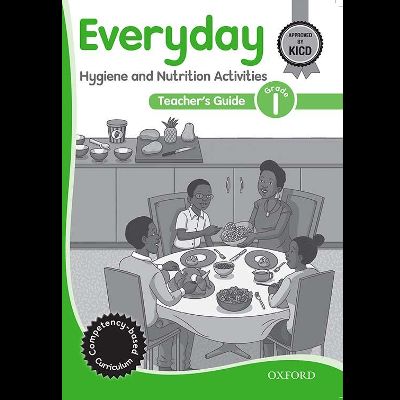 Everyday
APPROVED BY
KICD
Hygiene and Nutrition Activities
Teacher's Guide
Grade
1
Competency-based
Curriculum
OXFORD